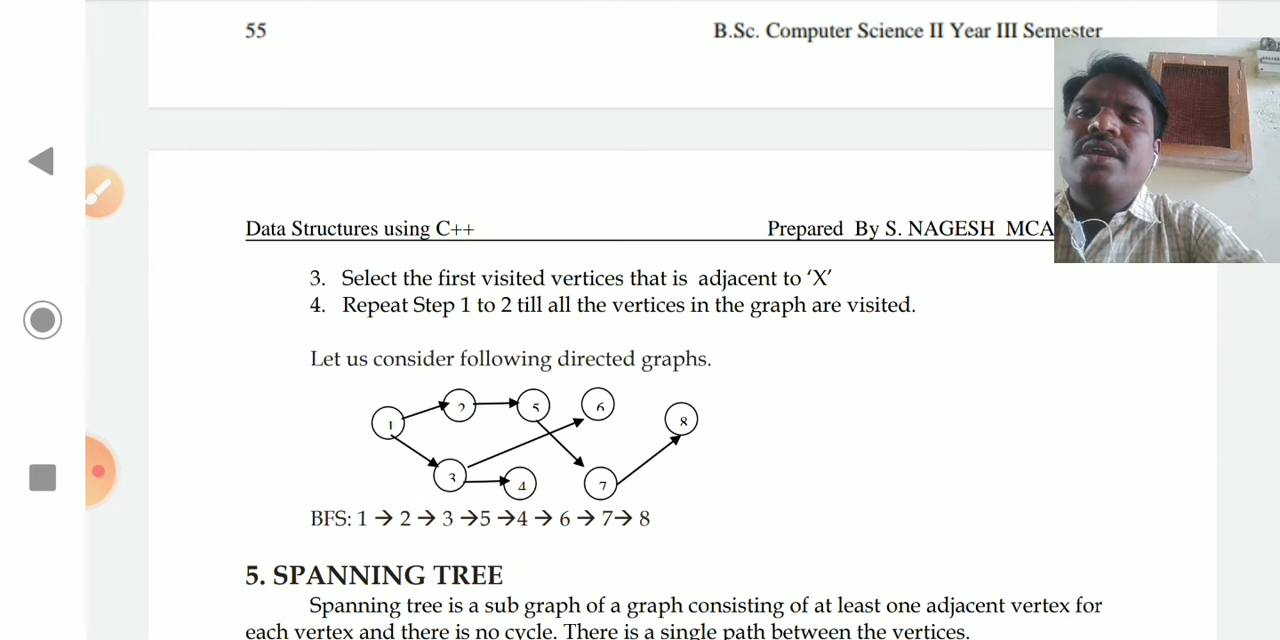 55 B.Sc. Computer Science II Year III Semester
Data Structures using C++ Prepared By S. NAGESH MCA
3. Select the first visited vertices that is adjacent to ‘X’
4. Repeat Step 1 to 2 till all the vertices in the graph are visited.
Let us consider following directed graphs.
2 5 6
1 8
3 4 7
BFS: 1 → 2 → 3 →5 →4 → 6 → 7→ 8
5. SPANNING TREE
Spanning tree is a sub graph of a graph consisting of at least one adjacent vertex for
each vertex and there is no cycle. There is a single path between the vertices.